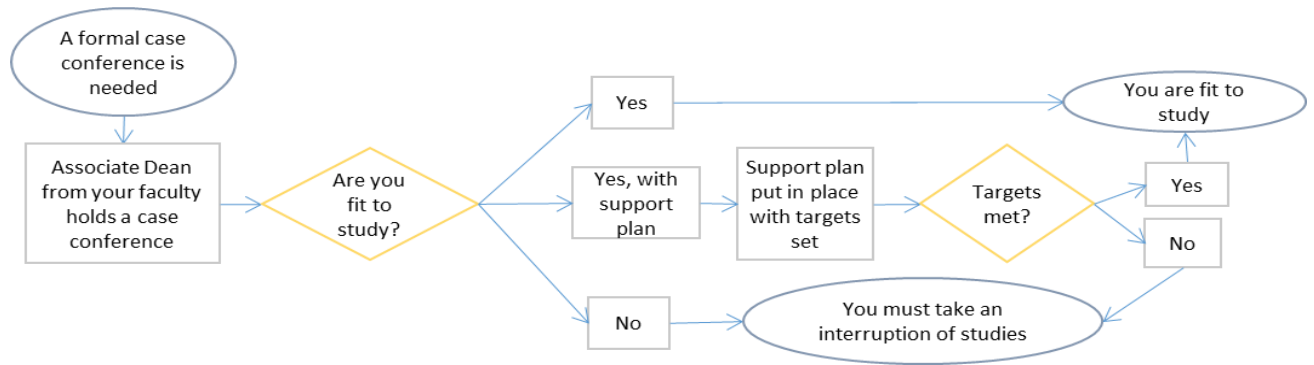 A formal case
conference is
needed
Associate Dean
from your faculty
holds a case
conference
Are you
fit to
study?
Yes
You are fit to
study
Yes, with
support
plan
Support plan
put in place
with targets
set
Targets
met?
Yes
No
No
You must take an
interruption of studies